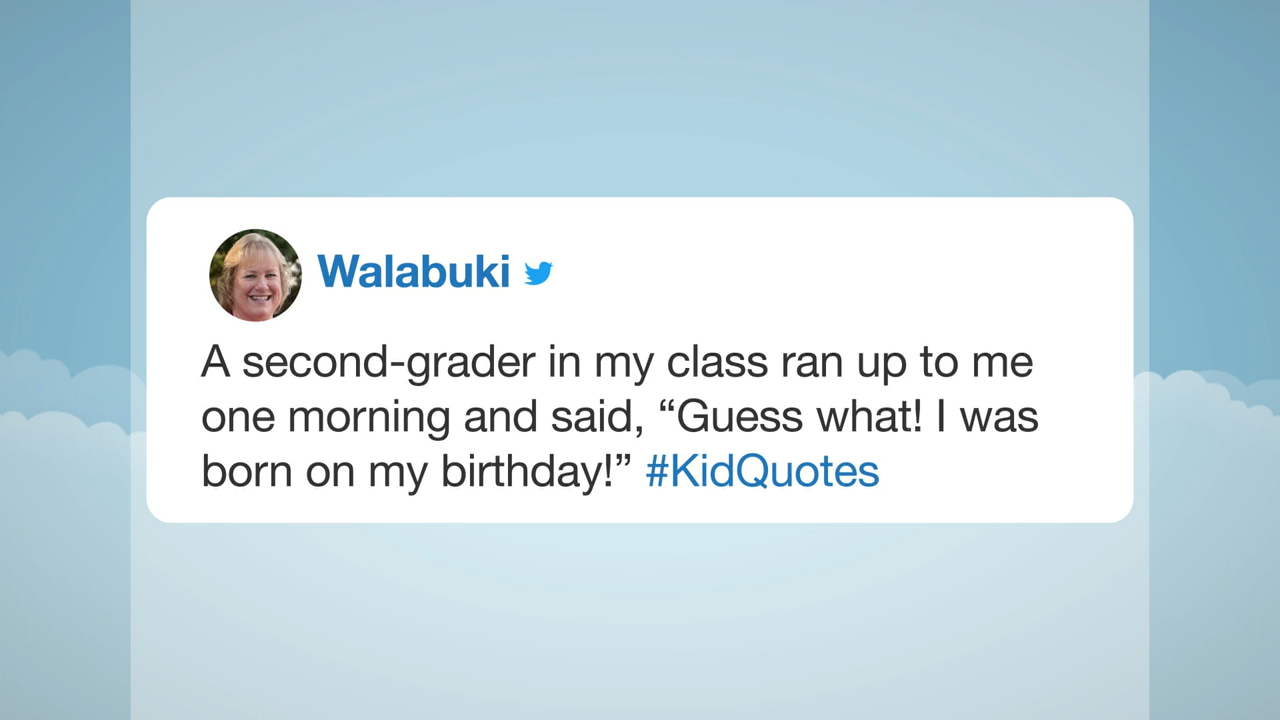 Walabuki
A second-grader in my class ran up to me
one morning and said, “Guess what! I was
born on my birthday!” #KidQuotes